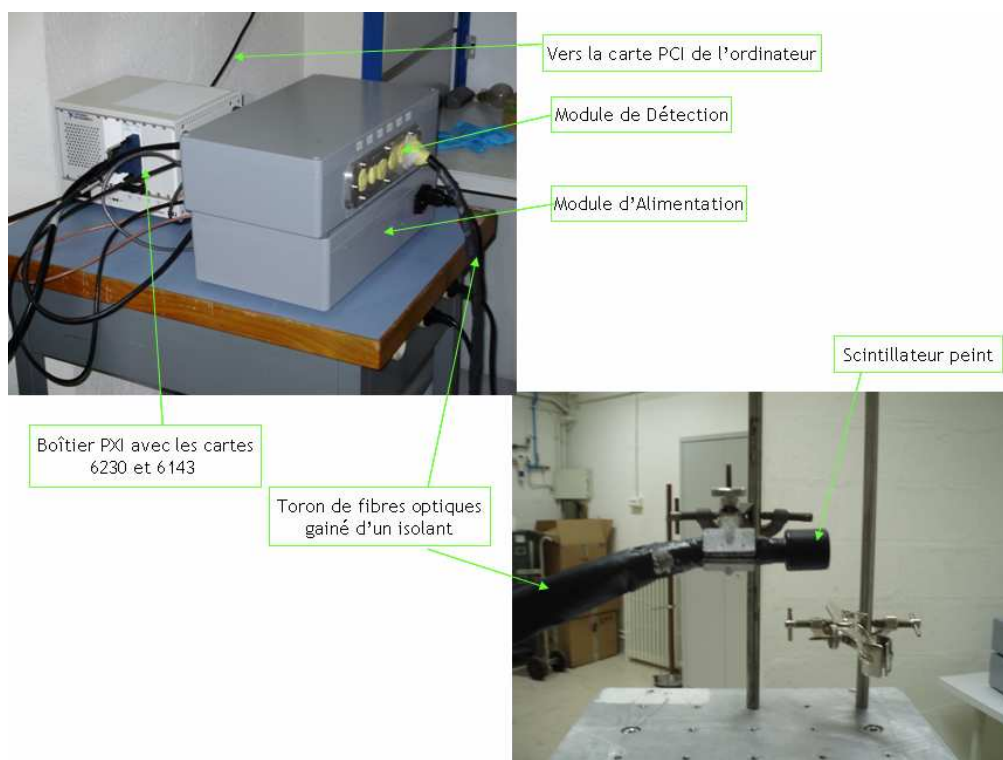 Vers la carte PCI de l'ordinateur
Module de Détection
Module d'Alimentation
Scintillateur peint
Boîtier PXI avec les cartes
6230 et 6143
Toron de fibres optiques
gainé d'un isolant